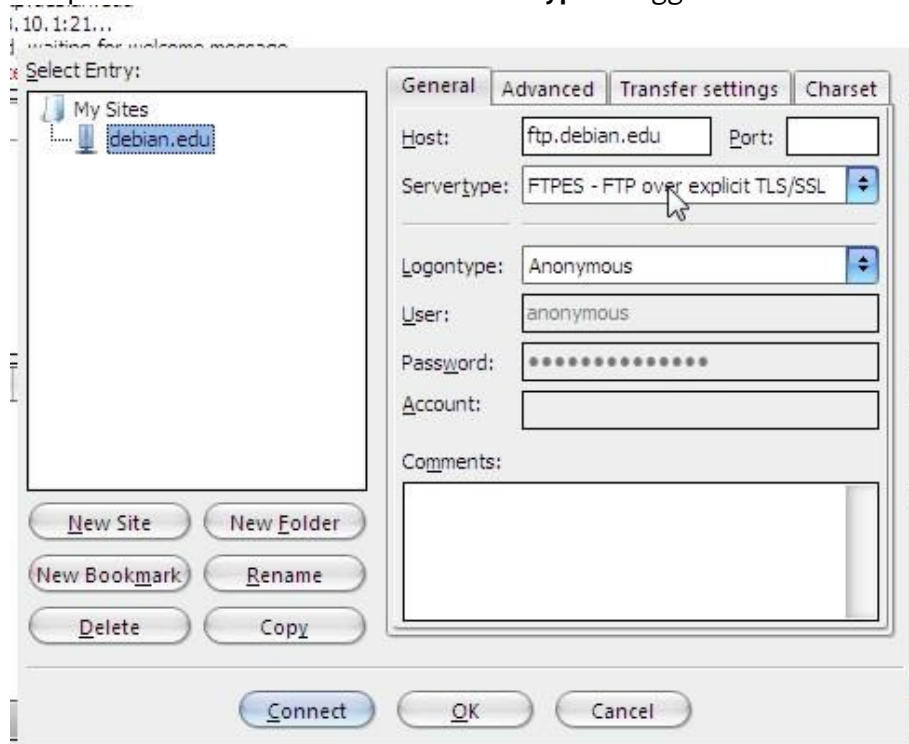 10.1:21...
Select Entry:
My Sites
debian.edu
General Advanced Transfer settings Charset
Host: ftp.debian.edu Port:
Servertype: FTPES - FTP over explicit TLS/SSL
Logontype: Anonymous
User: anonymous
Password: ●●●●●●●●●●●●●●
Account:
Comments:
New Site New Folder
New Bookmark Rename
Delete Copy
Connect OK Cancel